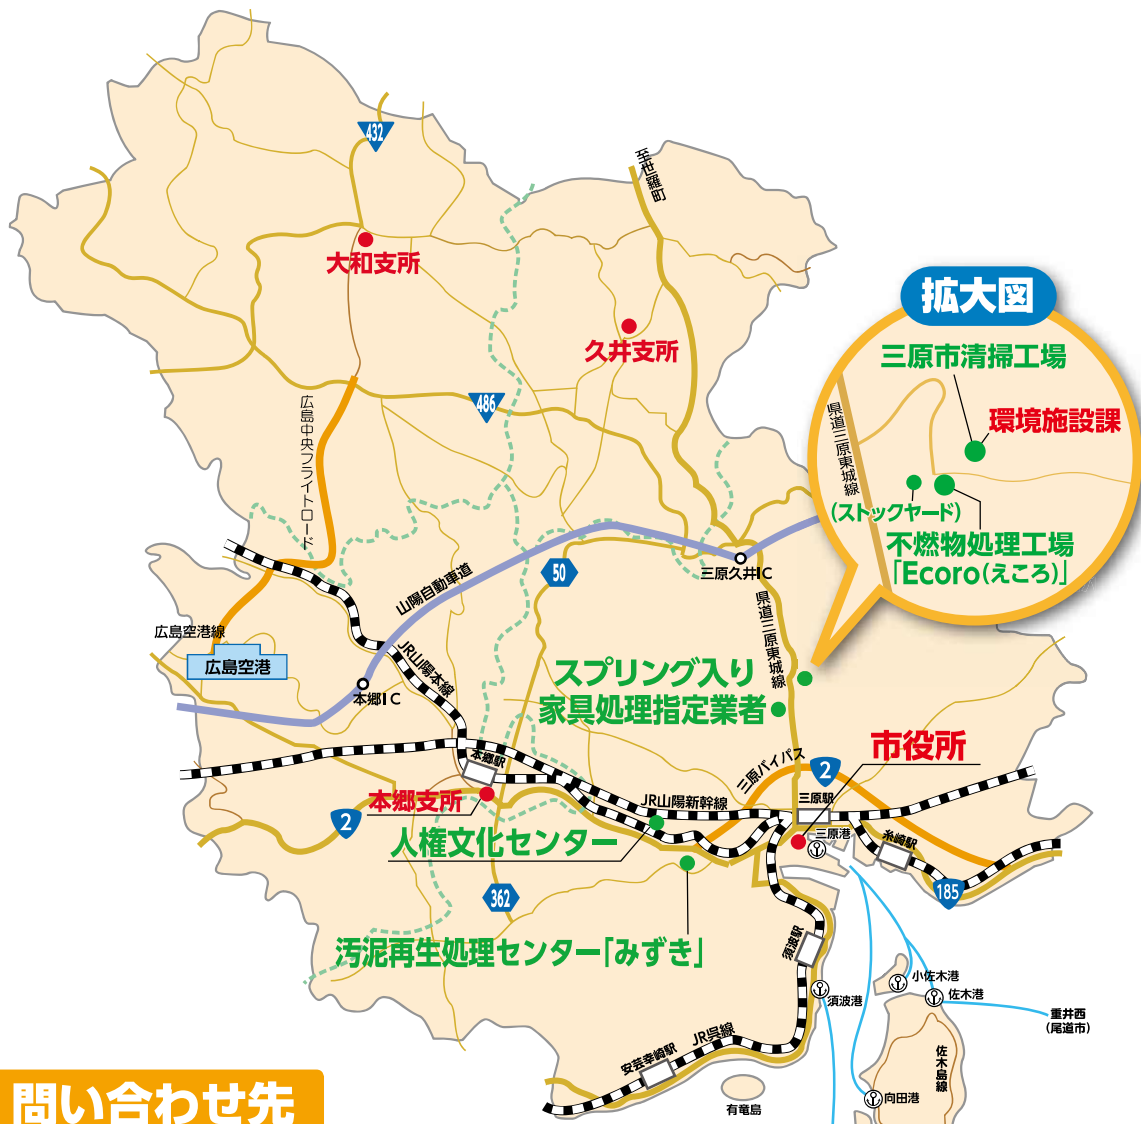 432
至世羅町
大和支所
久井支所
拡大図
三原市清掃工場
環境施設課
県道三原東城線
(ストックヤード)
不燃物処理工場
「Ecoro(えころ)」
486
広島中央フライトロード
50
三原久井IC
山陽自動車道
県道三原東城線
広島空港線
広島空港
JR山陽本線
本郷IC
スプリング入り
家具処理指定業者
市役所
本郷駅
三原バイパス
2
JR山陽新幹線
三原駅
本郷支所
2
人権文化センター
三原港
糸崎駅
185
362
汚泥再生処理センター「みずき」
須波駅
須波港
小佐木港
佐木港
重井西
(尾道市)
JR呉線
安芸幸崎駅
佐木島線
有竜島
向田港
問い合わせ先